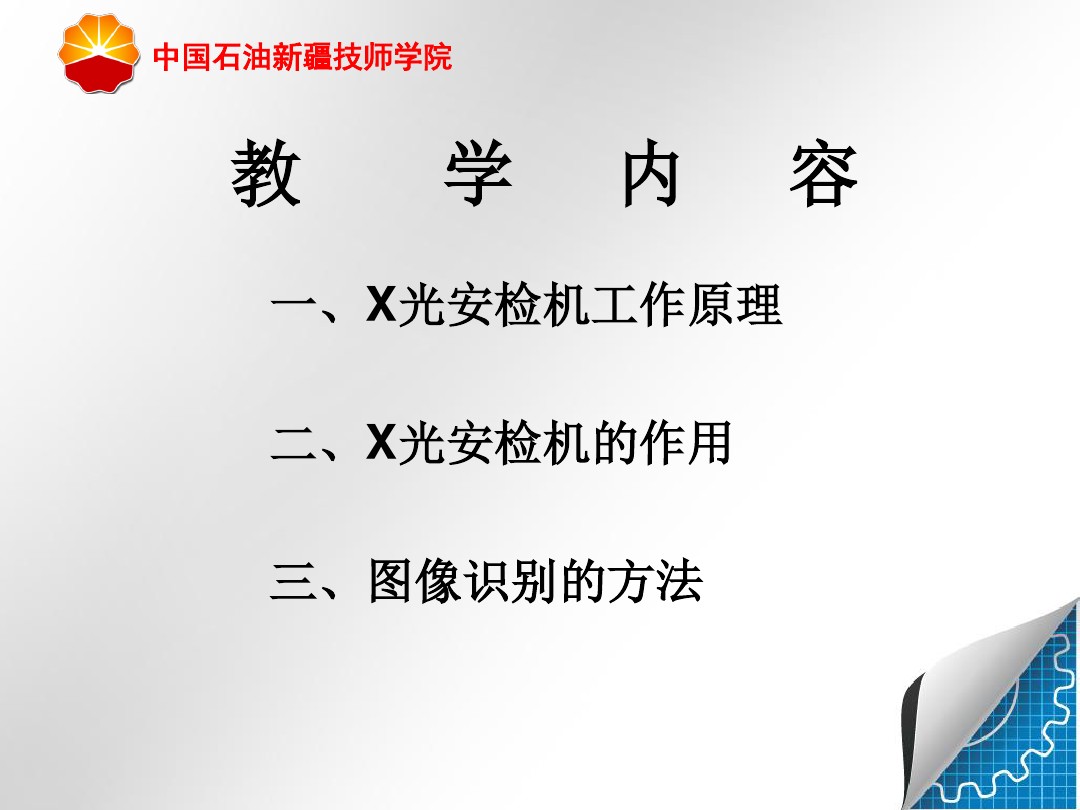 中国石油新疆技师学院
教 学 内 容
一、X光安检机工作原理
二、X光安检机的作用
三、图像识别的方法